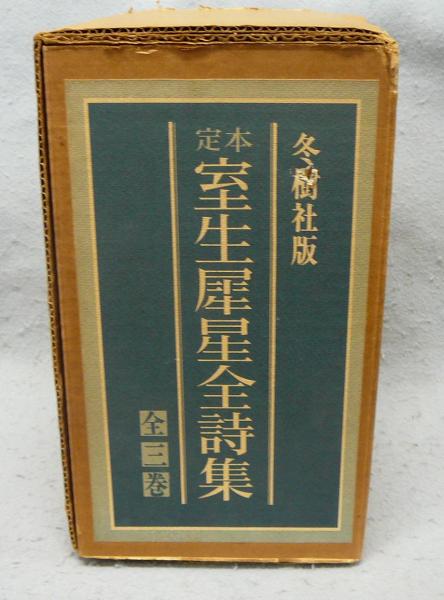 冬樹社版
定本
室生犀星全詩集
全三巻